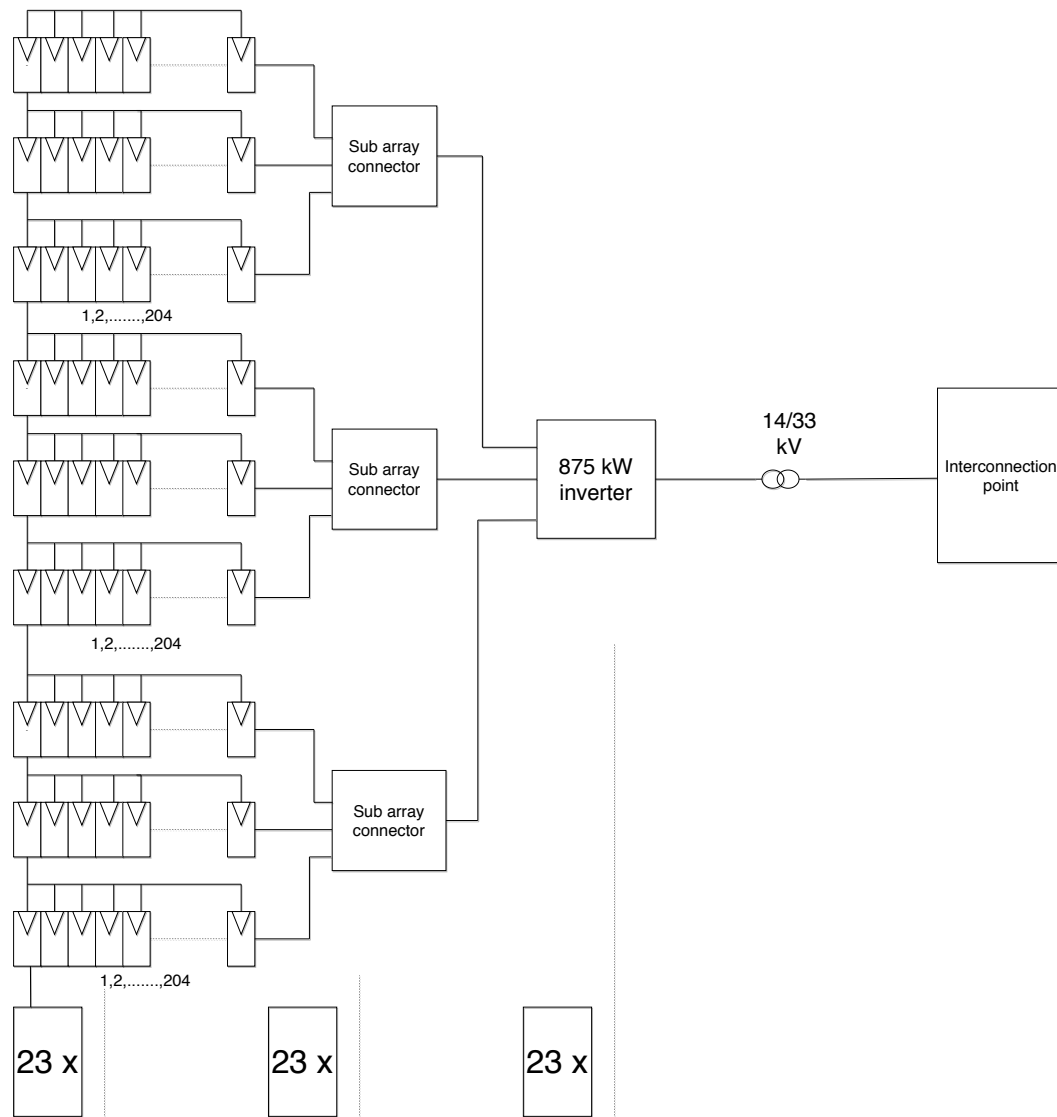 Sub array
connector
1,2,.......,204
Sub array
connector
875 kW
inverter
14/33
kV
Interconnection
point
1,2,.......,204
Sub array
connector
1,2,.......,204
23 x
23 x
23 x